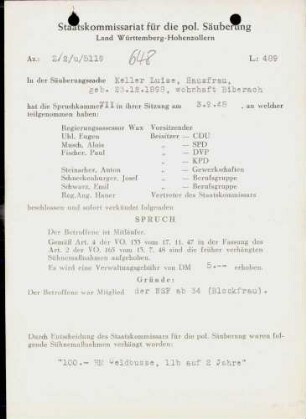 Staatskommissariat für die pol. Säuberung
Land Württemberg-Hohenzollern
Az: Z/S/u/5119
648
L: 409
In der Säuberungssache Keller Luise, Hausfrau,
geb. 23.12.1898, wohnhaft Biberach
hat die Spruchkammer VII in ihrer Sitzung am 3.9.48, an welcher
teilgenommen haben:
Regierungsassessor Mast Vorsitzender
Uhl, Eugen Beisitzer - CDU
Musch, Alois „ - SPD
Fischer, Paul „ - DVP
„ - KPD
Steinacher, Anton „ - Gewerkschaften
Schneckenburger, Josef „ - Berufsgruppe
Schwarz, Emil „ - Berufsgruppe
Reg.Ang. Hauer Vertreter des Staatskommissars
beschlossen und sofort verkündet folgenden
SPRUCH
Der Betroffene ist Mitläufer.
Gemäß Art. 4 der VO. 133 vom 17. 11. 47 in der Fassung des
Art. 2 der VO. 165 vom 13. 7. 48 sind die früher verhängten
Sühnemaßnahmen aufgehoben.
Es wird eine Verwaltungsgebühr von DM 5.-- erhoben.
Gründe:
Der Betroffene war Mitglied der NSF ab 34 (Blockfrau).
Durch Entscheidung des Staatskommissars für die pol. Säuberung waren fol-
gende Sühnemaßnahmen verhängt worden:
"100.- RM Geldbusse, 11b auf 2 Jahre"